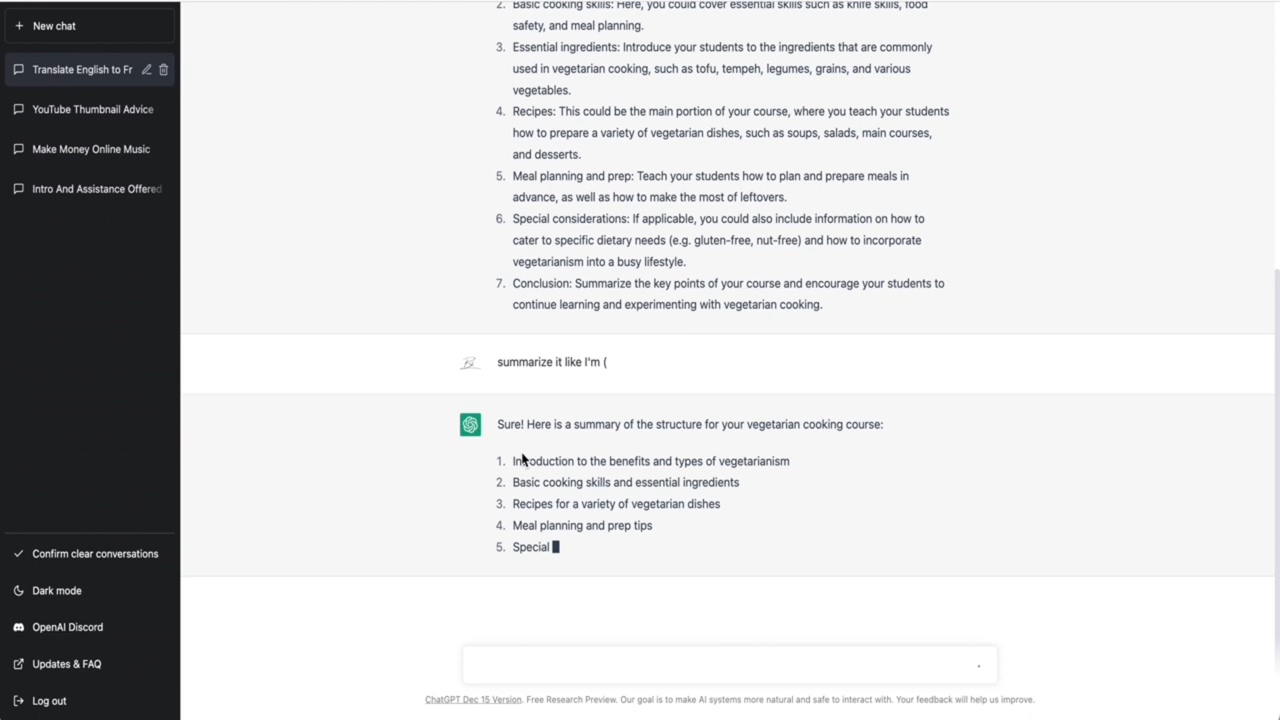 New chat
Translate English to Fr
YouTube Thumbnail Advice
Make Money Online Music
Intro And Assistance Offered
Confirm clear conversations
Dark mode
OpenAI Discord
Updates & FAQ
Log out
2. Basic cooking skills: Here, you could cover essential skills such as knife skills, food
safety, and meal planning.
3. Essential ingredients: Introduce your students to the ingredients that are commonly
used in vegetarian cooking, such as tofu, tempeh, legumes, grains, and various
vegetables.
4. Recipes: This could be the main portion of your course, where you teach your students
how to prepare a variety of vegetarian dishes, such as soups, salads, main courses,
and desserts.
5. Meal planning and prep: Teach your students how to plan and prepare meals in
advance, as well as how to make the most of leftovers.
6. Special considerations: If applicable, you could also include information on how to
cater to specific dietary needs (e.g. gluten-free, nut-free) and how to incorporate
vegetarianism into a busy lifestyle.
7. Conclusion: Summarize the key points of your course and encourage your students to
continue learning and experimenting with vegetarian cooking.
summarize it like I'm (
Sure! Here is a summary of the structure for your vegetarian cooking course:
1. Introduction to the benefits and types of vegetarianism
2. Basic cooking skills and essential ingredients
3. Recipes for a variety of vegetarian dishes
4. Meal planning and prep tips
5. Special
ChatGPT Dec 15 Version. Free Research Preview. Our goal is to make AI systems more natural and safe to interact with. Your feedback will help us improve.